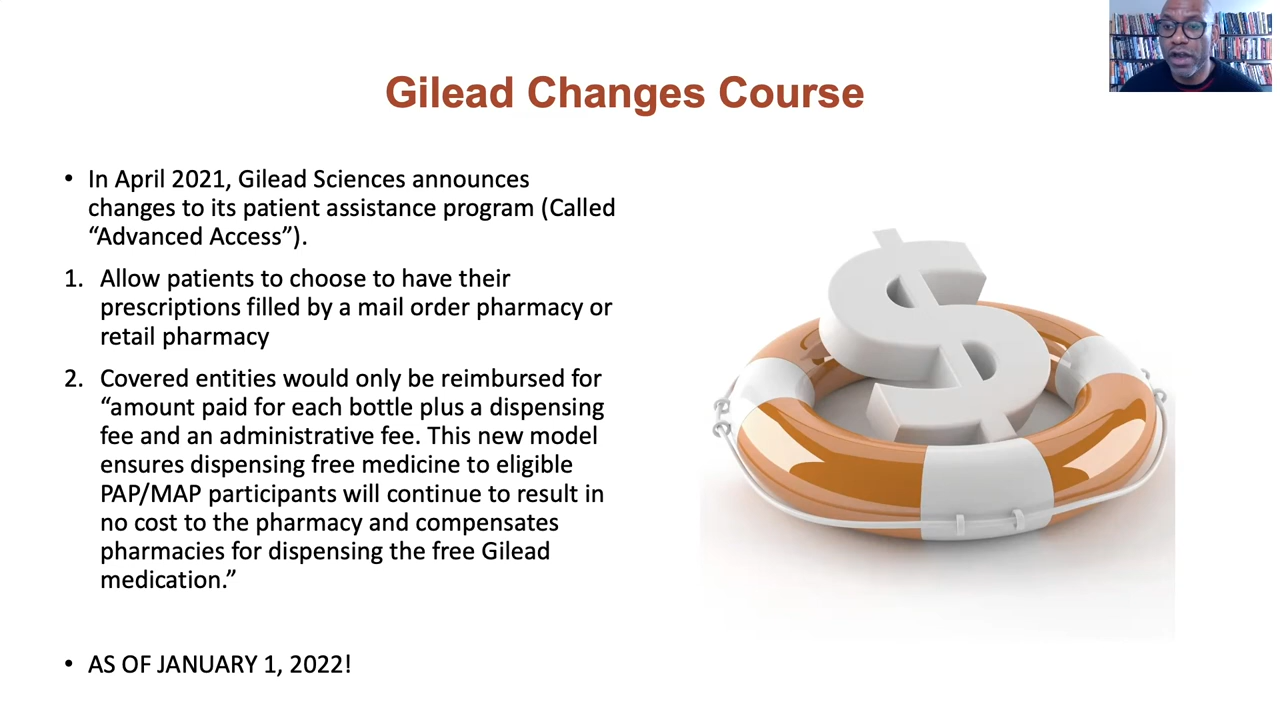 Gilead Changes Course
• In April 2021, Gilead Sciences announces
changes to its patient assistance program (Called
“Advanced Access”).
1. Allow patients to choose to have their
prescriptions filled by a mail order pharmacy or
retail pharmacy
2. Covered entities would only be reimbursed for
“amount paid for each bottle plus a dispensing
fee and an administrative fee. This new model
ensures dispensing free medicine to eligible
PAP/MAP participants will continue to result in
no cost to the pharmacy and compensates
pharmacies for dispensing the free Gilead
medication.”
• AS OF JANUARY 1, 2022!